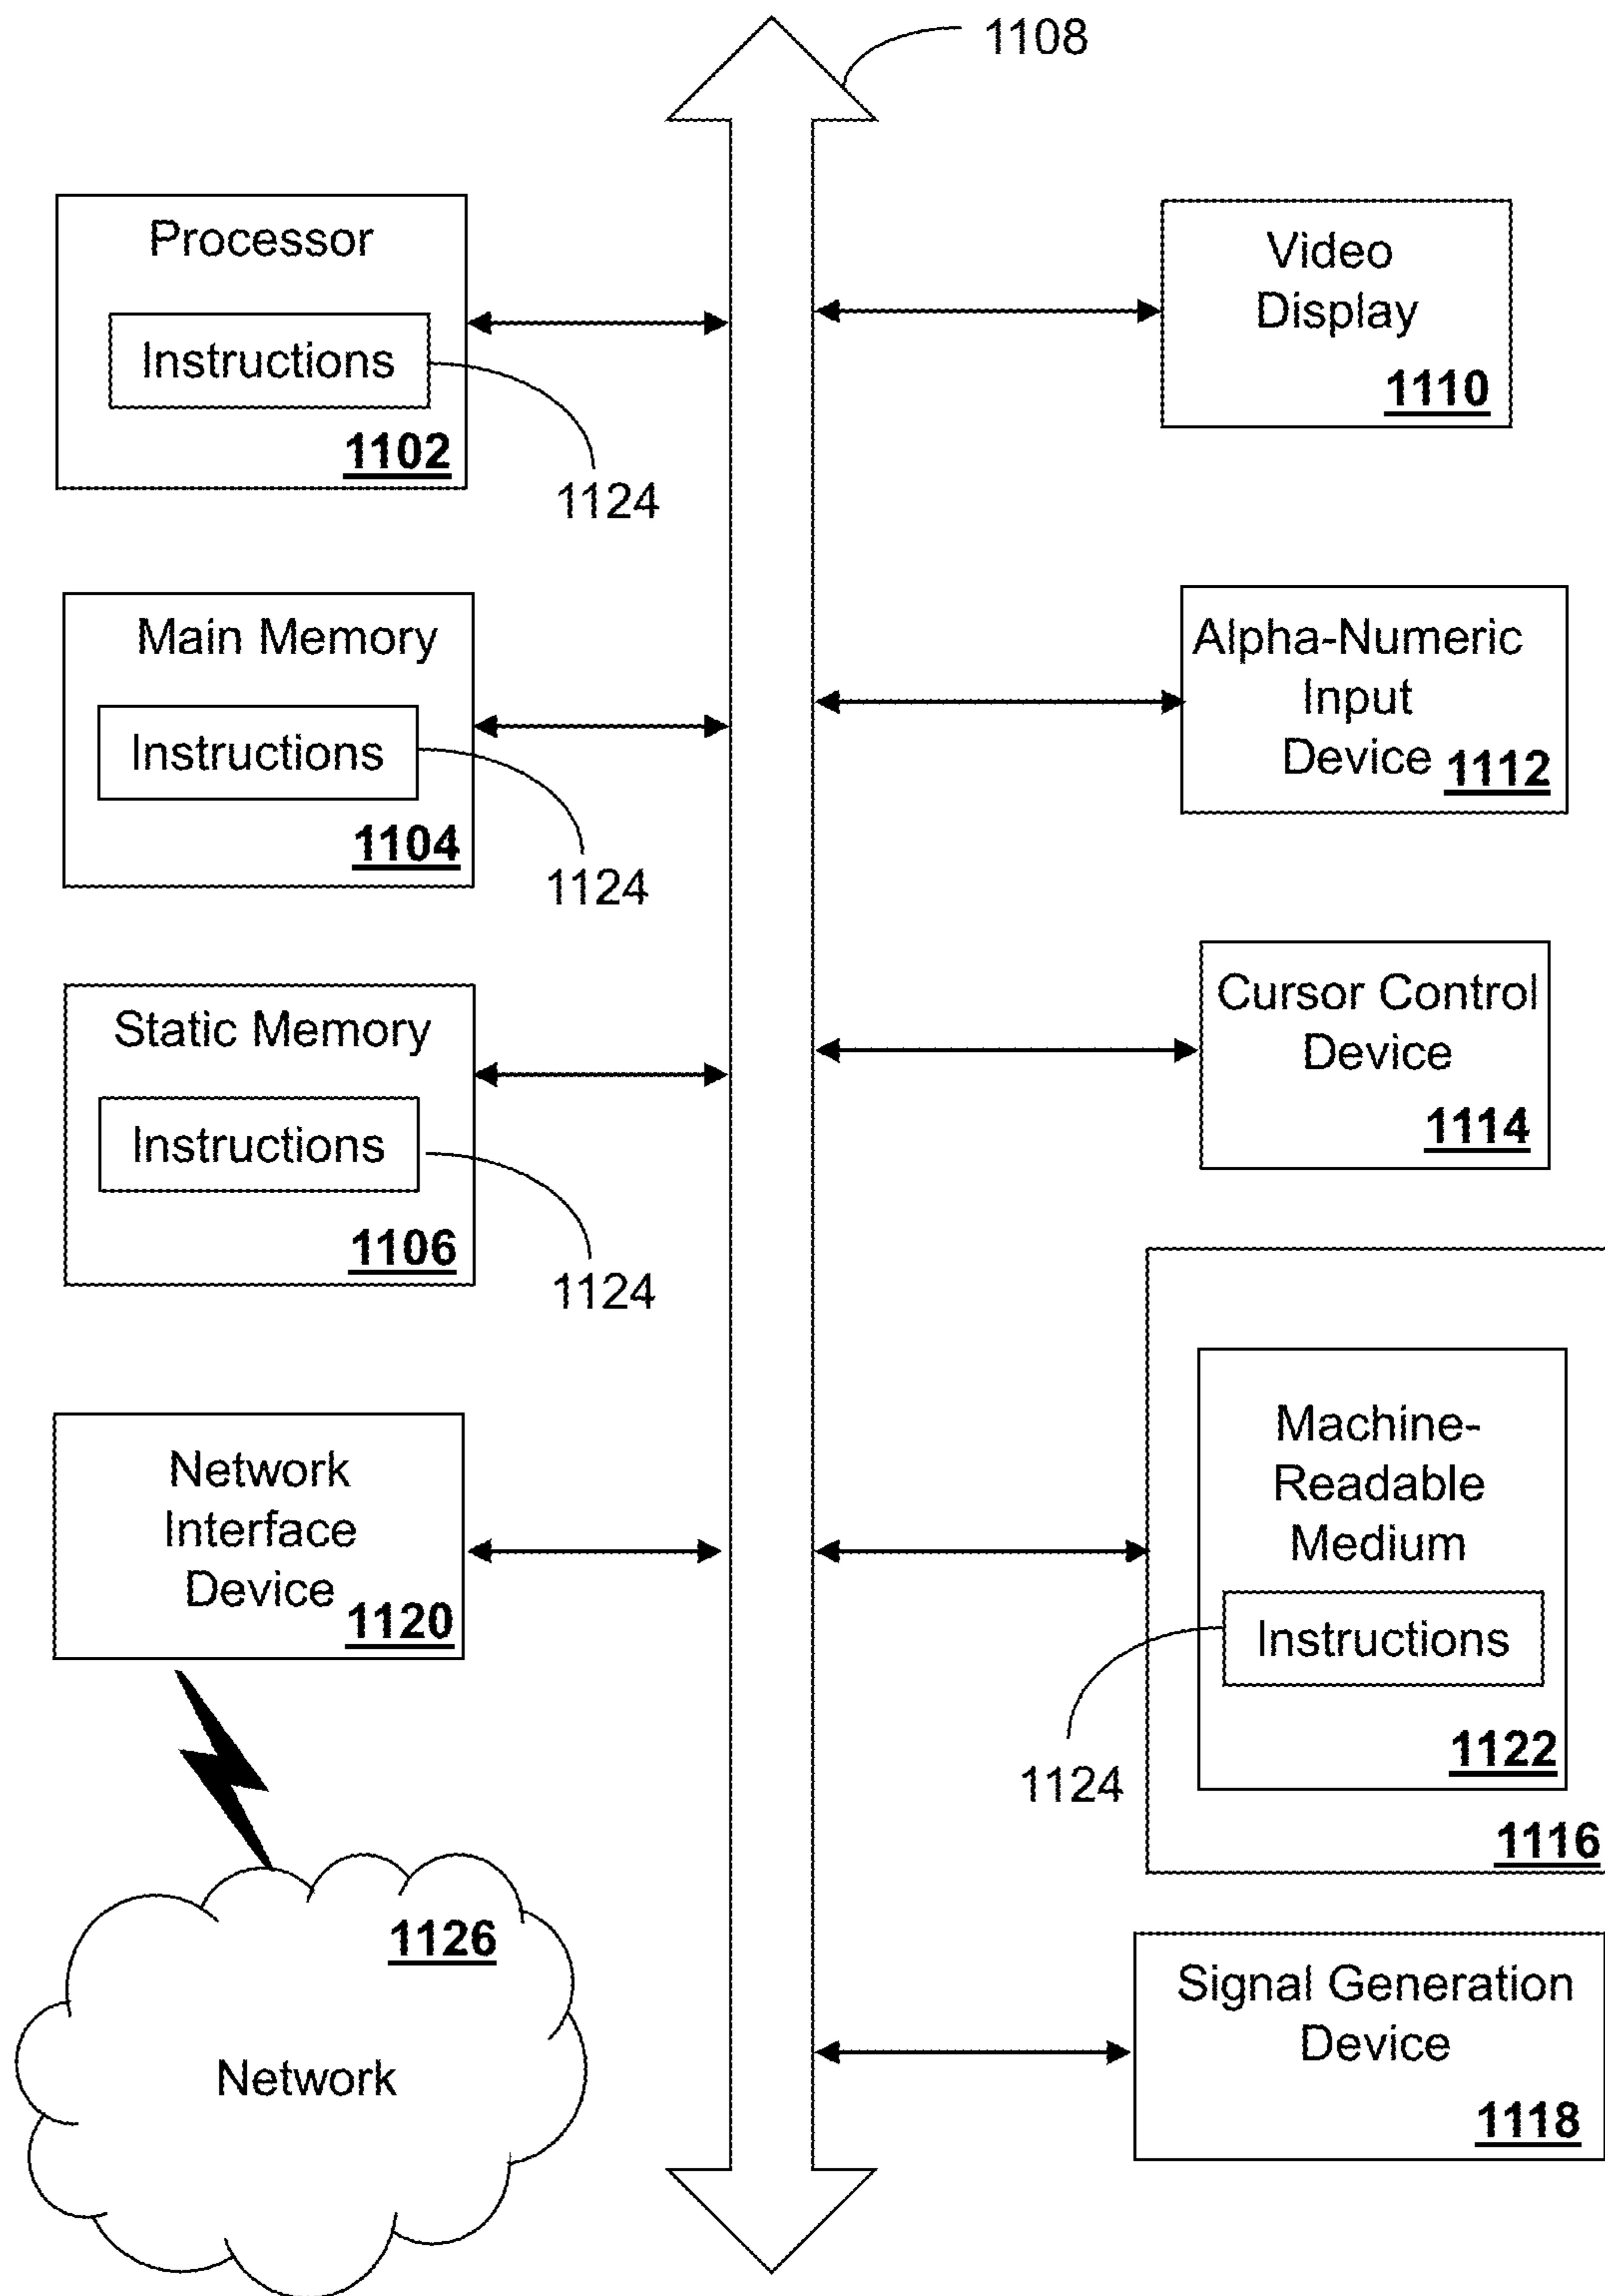 1108
Processor
Instructions
1102
1124
Main Memory
Instructions
1104
1124
Static Memory
Instructions
1106
1124
Network
Interface
Device
1120
1126
Network
Video
Display
1110
Alpha-Numeric
Input
Device 1112
Cursor Control
Device
1114
Machine-
Readable
Medium
Instructions
1122
1124
1116
Signal Generation
Device
1118